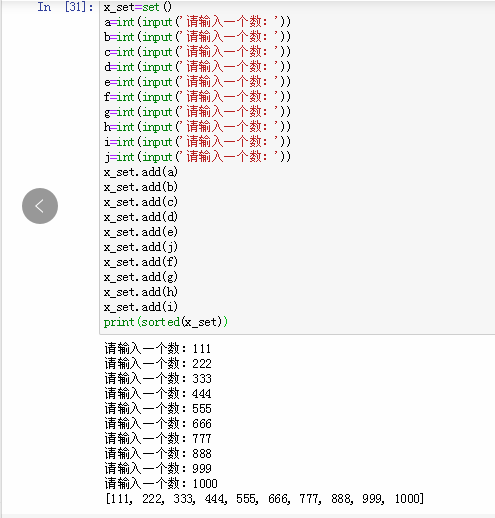 In [31]: x_set=set()
a=int(input('请输入一个数：'))
b=int(input('请输入一个数：'))
c=int(input('请输入一个数：'))
d=int(input('请输入一个数：'))
e=int(input('请输入一个数：'))
f=int(input('请输入一个数：'))
g=int(input('请输入一个数：'))
h=int(input('请输入一个数：'))
i=int(input('请输入一个数：'))
j=int(input('请输入一个数：'))
x_set.add(a)
x_set.add(b)
x_set.add(c)
x_set.add(d)
x_set.add(e)
x_set.add(j)
x_set.add(f)
x_set.add(g)
x_set.add(h)
x_set.add(i)
print(sorted(x_set))
请输入一个数：111
请输入一个数：222
请输入一个数：333
请输入一个数：444
请输入一个数：555
请输入一个数：666
请输入一个数：777
请输入一个数：888
请输入一个数：999
请输入一个数：1000
[111, 222, 333, 444, 555, 666, 777, 888, 999, 1000]